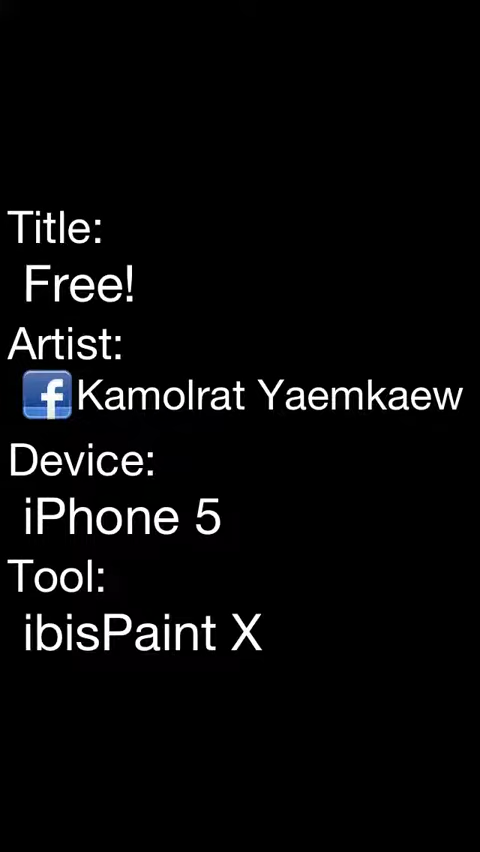 Title:
Free!
Artist:
Kamolrat Yaemkaew
Device:
iPhone 5
Tool:
ibisPaint X